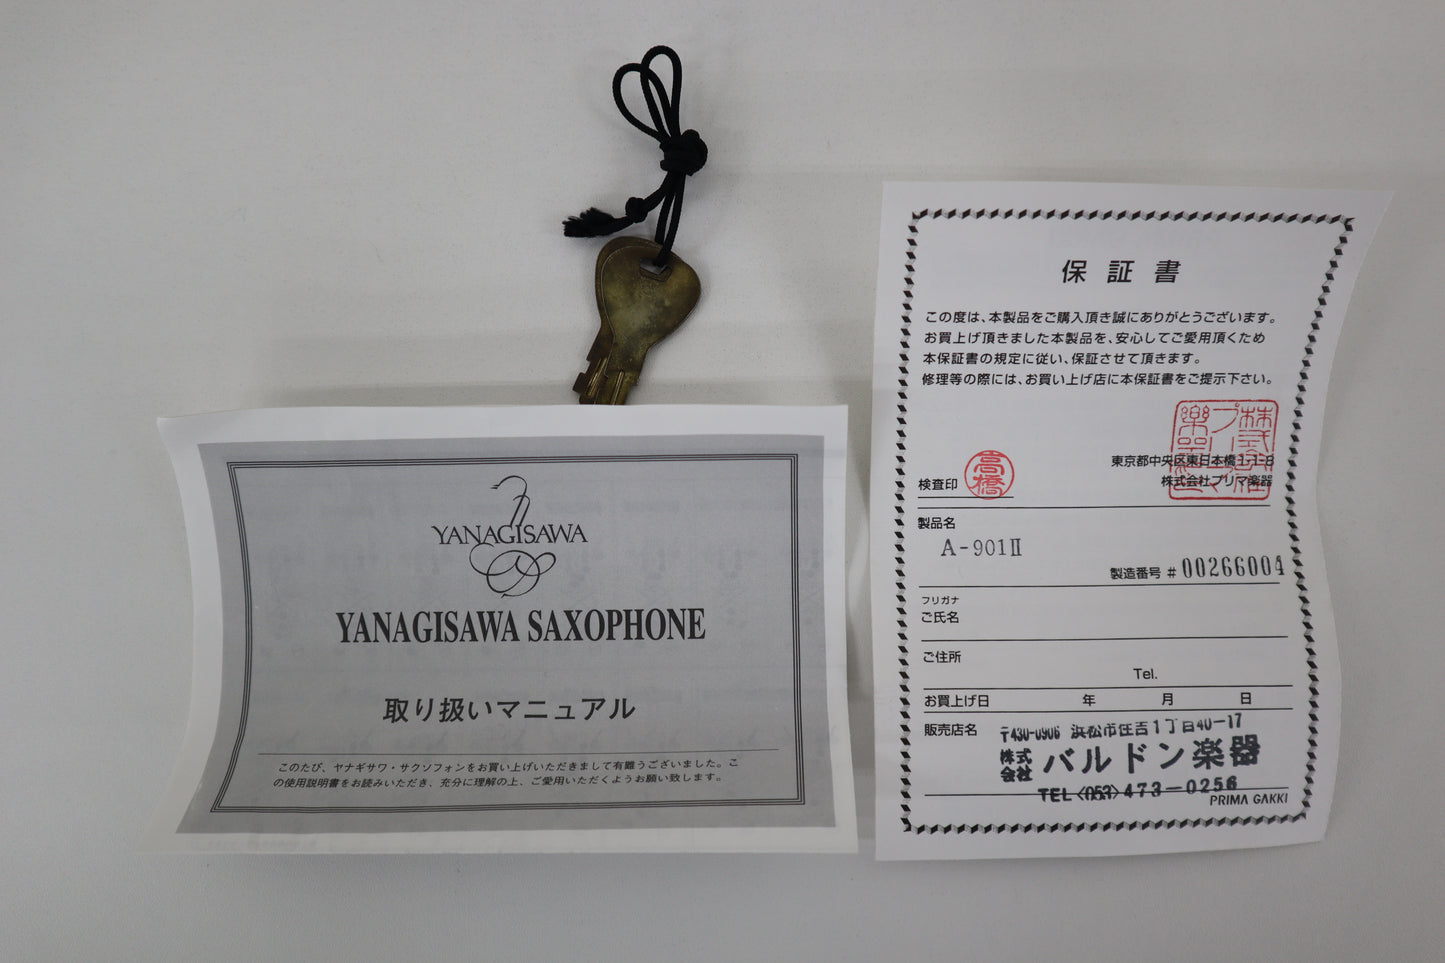 YANAGISAWA
YANAGISAWA SAXOPHONE
取り扱いマニュアル
このたび、ヤナギサワ・サクソフォンをお買い上げいただきまして有難うございました。こ
の使用説明書をお読みいただき、充分に理解の上、ご愛用いただくようお願い致します。
保証書
この度は、本製品をご購入頂き誠にありがとうございます。
お買上げ頂きました本製品を、安心してご愛用頂くため
本保証書の規定に従い、保証させて頂きます。
修理等の際には、お買い上げ店に本保証書をご提示下さい。
東京都中央区東日本橋1-1-8
株式会社プリマ楽器
検査印
高橋
製品名
A-901Ⅱ
製造番号 #00266004
フリガナ
ご氏名
ご住所
Tel.
お買上げ日 年 月 日
販売店名
〒430-0906 浜松市住吉1丁目40-17
株式会社 バルドン楽器
TEL<053>473-0256
PRIMA GAKKI